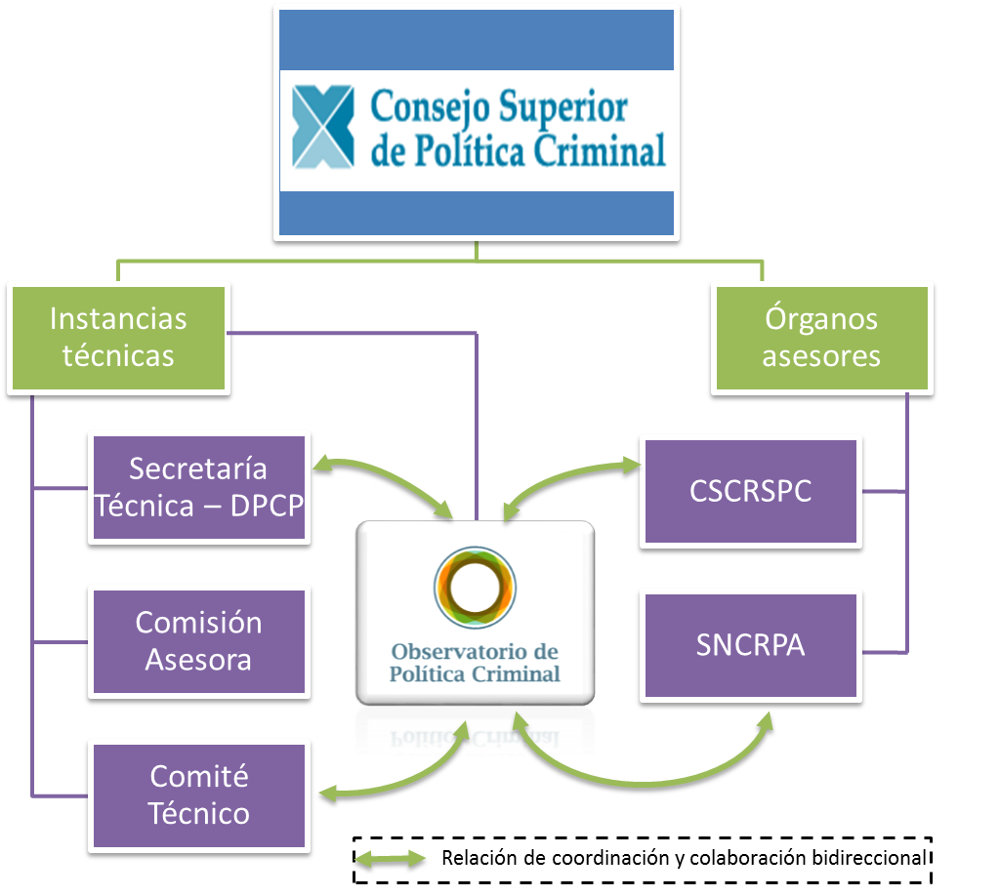 Consejo Superior
de Política Criminal
Instancias
técnicas
Órganos
asesores
Secretaría
Técnica – DPCP
CSCRSPC
Comisión
Asesora
Observatorio de
Política Criminal
SNCRPA
Comité
Técnico
Relación de coordinación y colaboración bidireccional